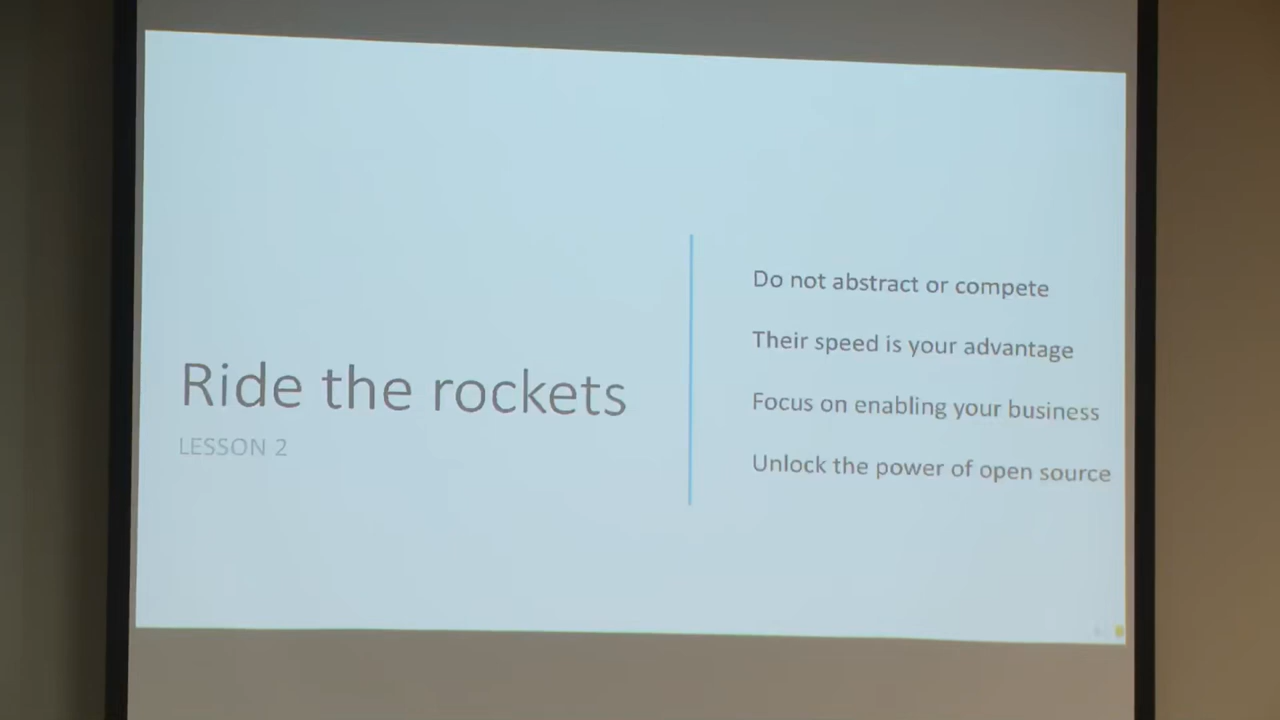 Ride the rockets
LESSON 2
Do not abstract or compete
Their speed is your advantage
Focus on enabling your business
Unlock the power of open source